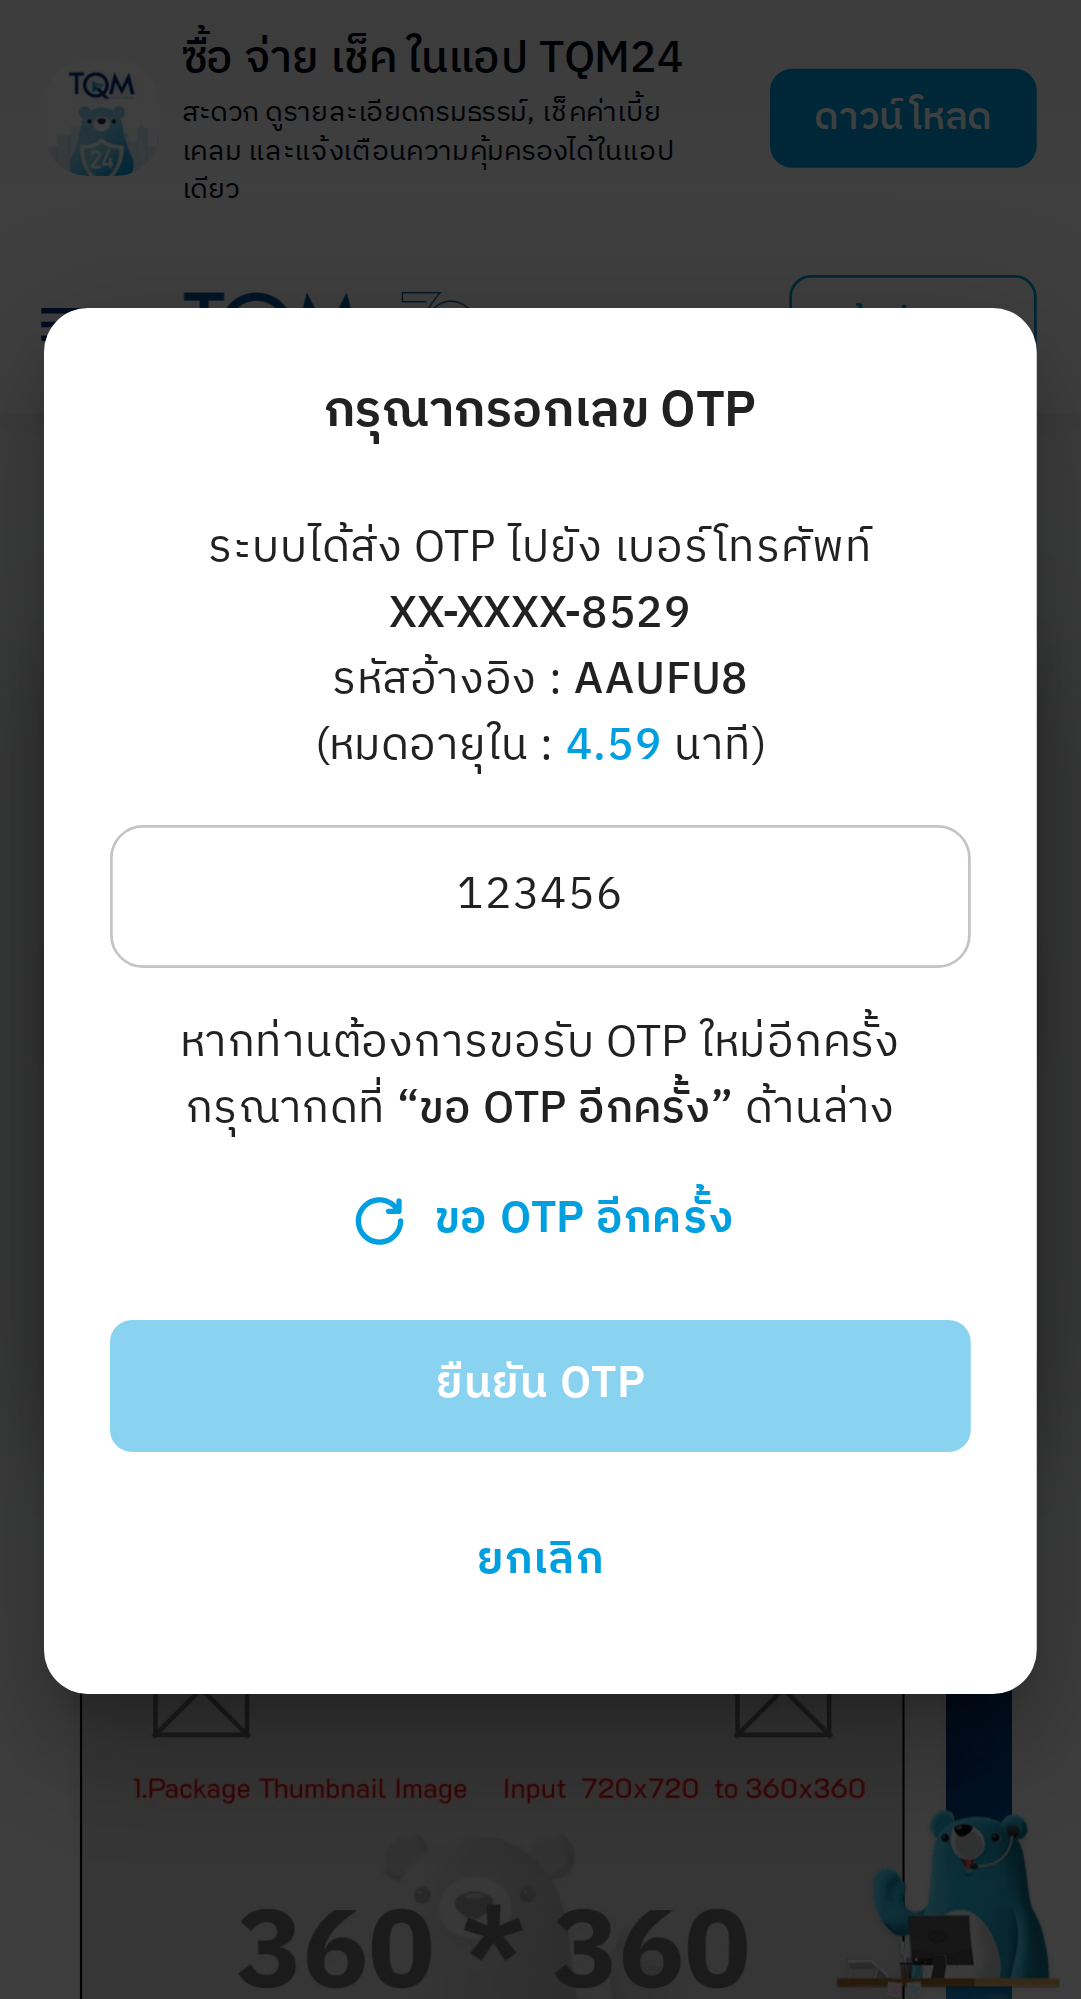 ซื้อ จ่าย เช็ค ในแอป TQM24
TQM
24
สะดวก ดูรายละเอียดกรมธรรม์, เช็คค่าเบี้ย
เคลม และแจ้งเตือนความคุ้มครองได้ในแอป
เดียว
ดาวน์โหลด
กรุณากรอกเลข OTP
ระบบได้ส่ง OTP ไปยัง เบอร์โทรศัพท์
XX-XXXX-8529
รหัสอ้างอิง : AAUFU8
(หมดอายุใน : 4.59 นาที)
123456
หากท่านต้องการขอรับ OTP ใหม่อีกครั้ง
กรุณากดที่ “ขอ OTP อีกครั้ง” ด้านล่าง
ขอ OTP อีกครั้ง
ยืนยัน OTP
ยกเลิก
1.Package Thumbnail Image Input 720x720 to 360x360
360 * 360